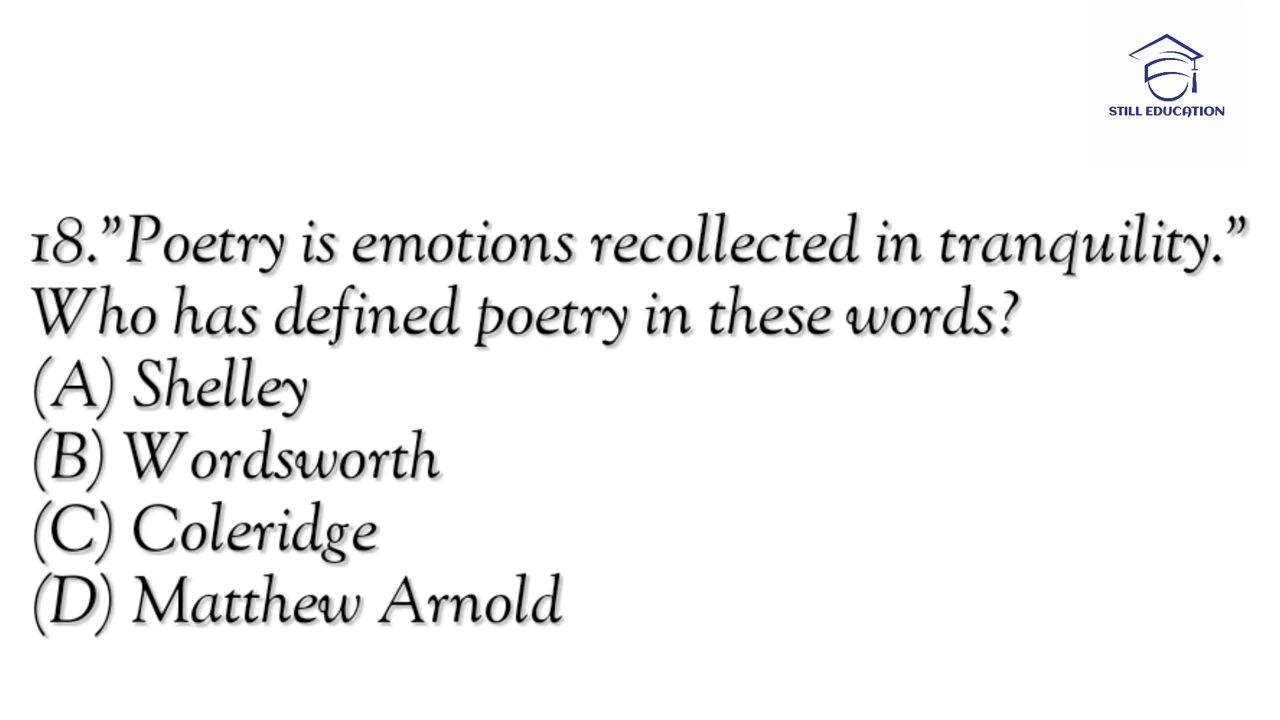 STILL EDUCATION
18.”Poetry is emotions recollected in tranquility.”
Who has defined poetry in these words?
(A) Shelley
(B) Wordsworth
(C) Coleridge
(D) Matthew Arnold